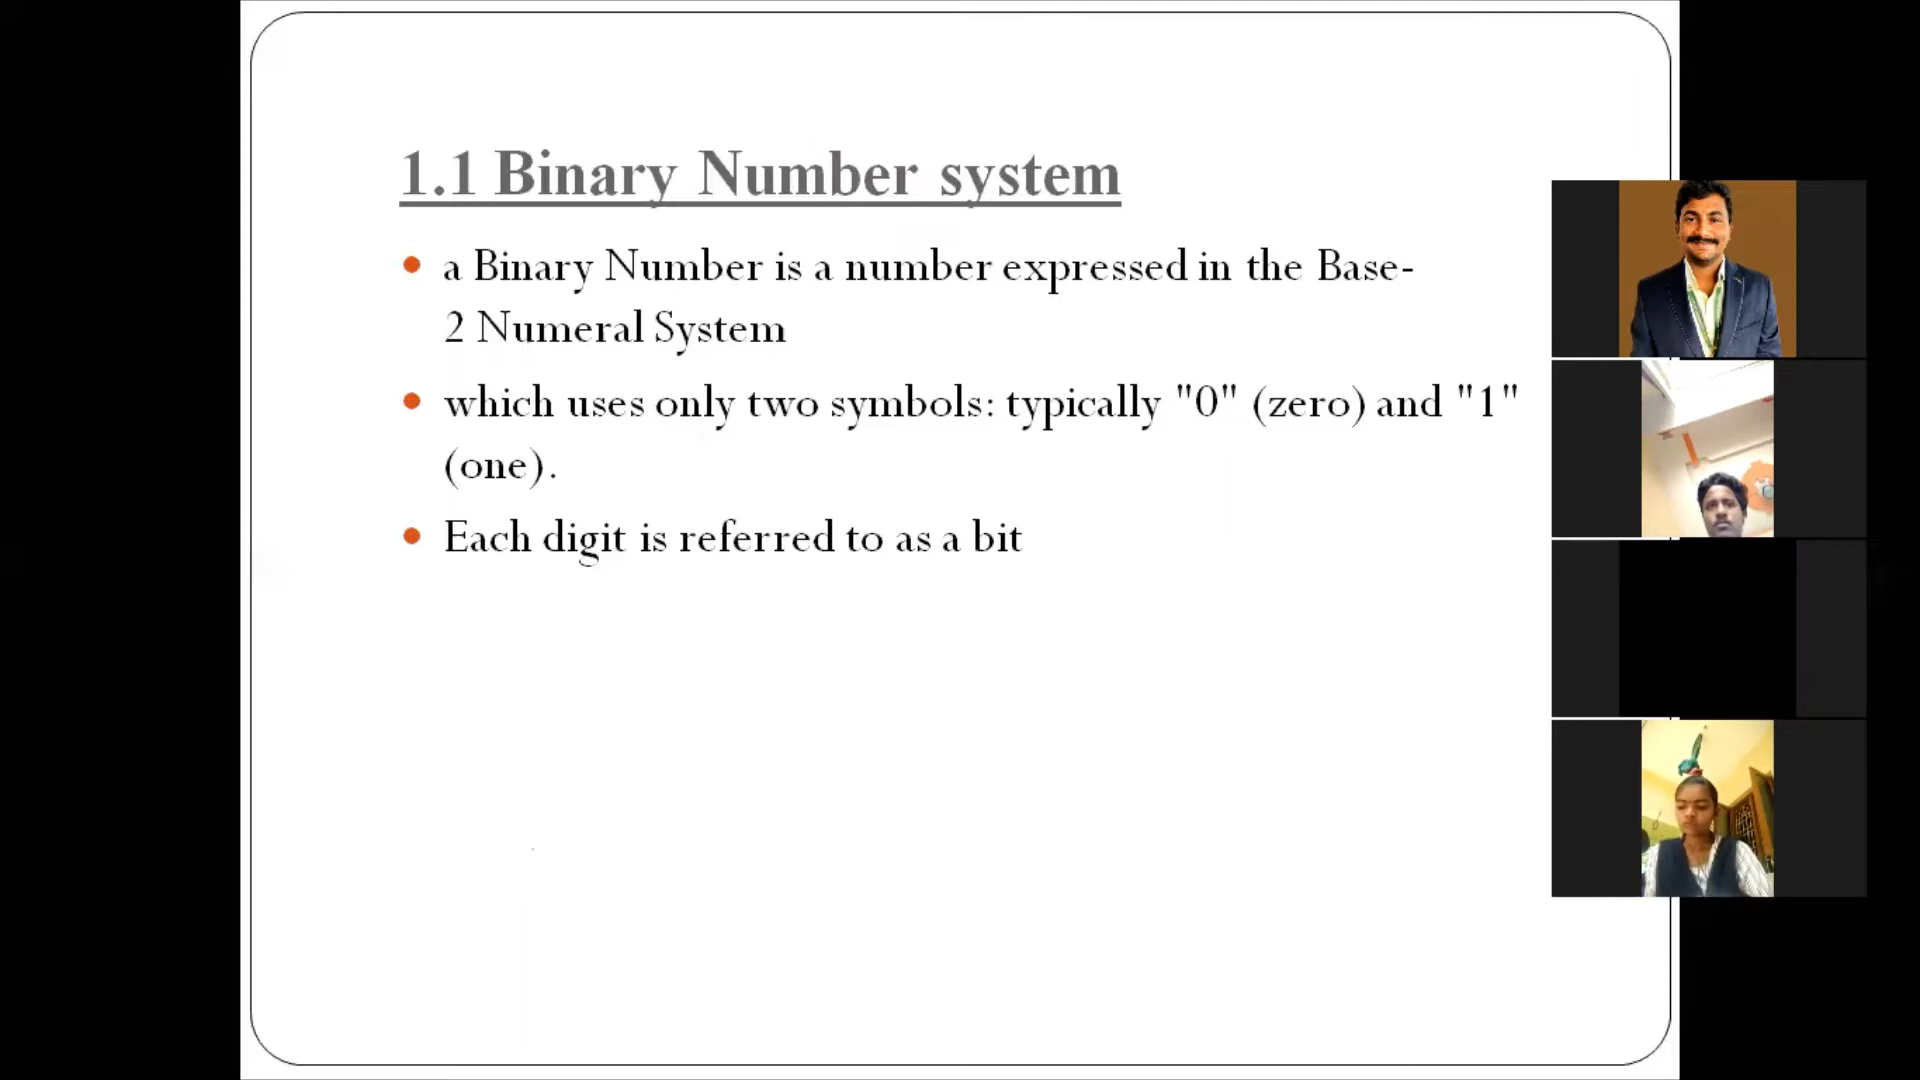 1.1 Binary Number system
a Binary Number is a number expressed in the Base-
2 Numeral System
which uses only two symbols: typically "0" (zero) and "1"
(one).
Each digit is referred to as a bit